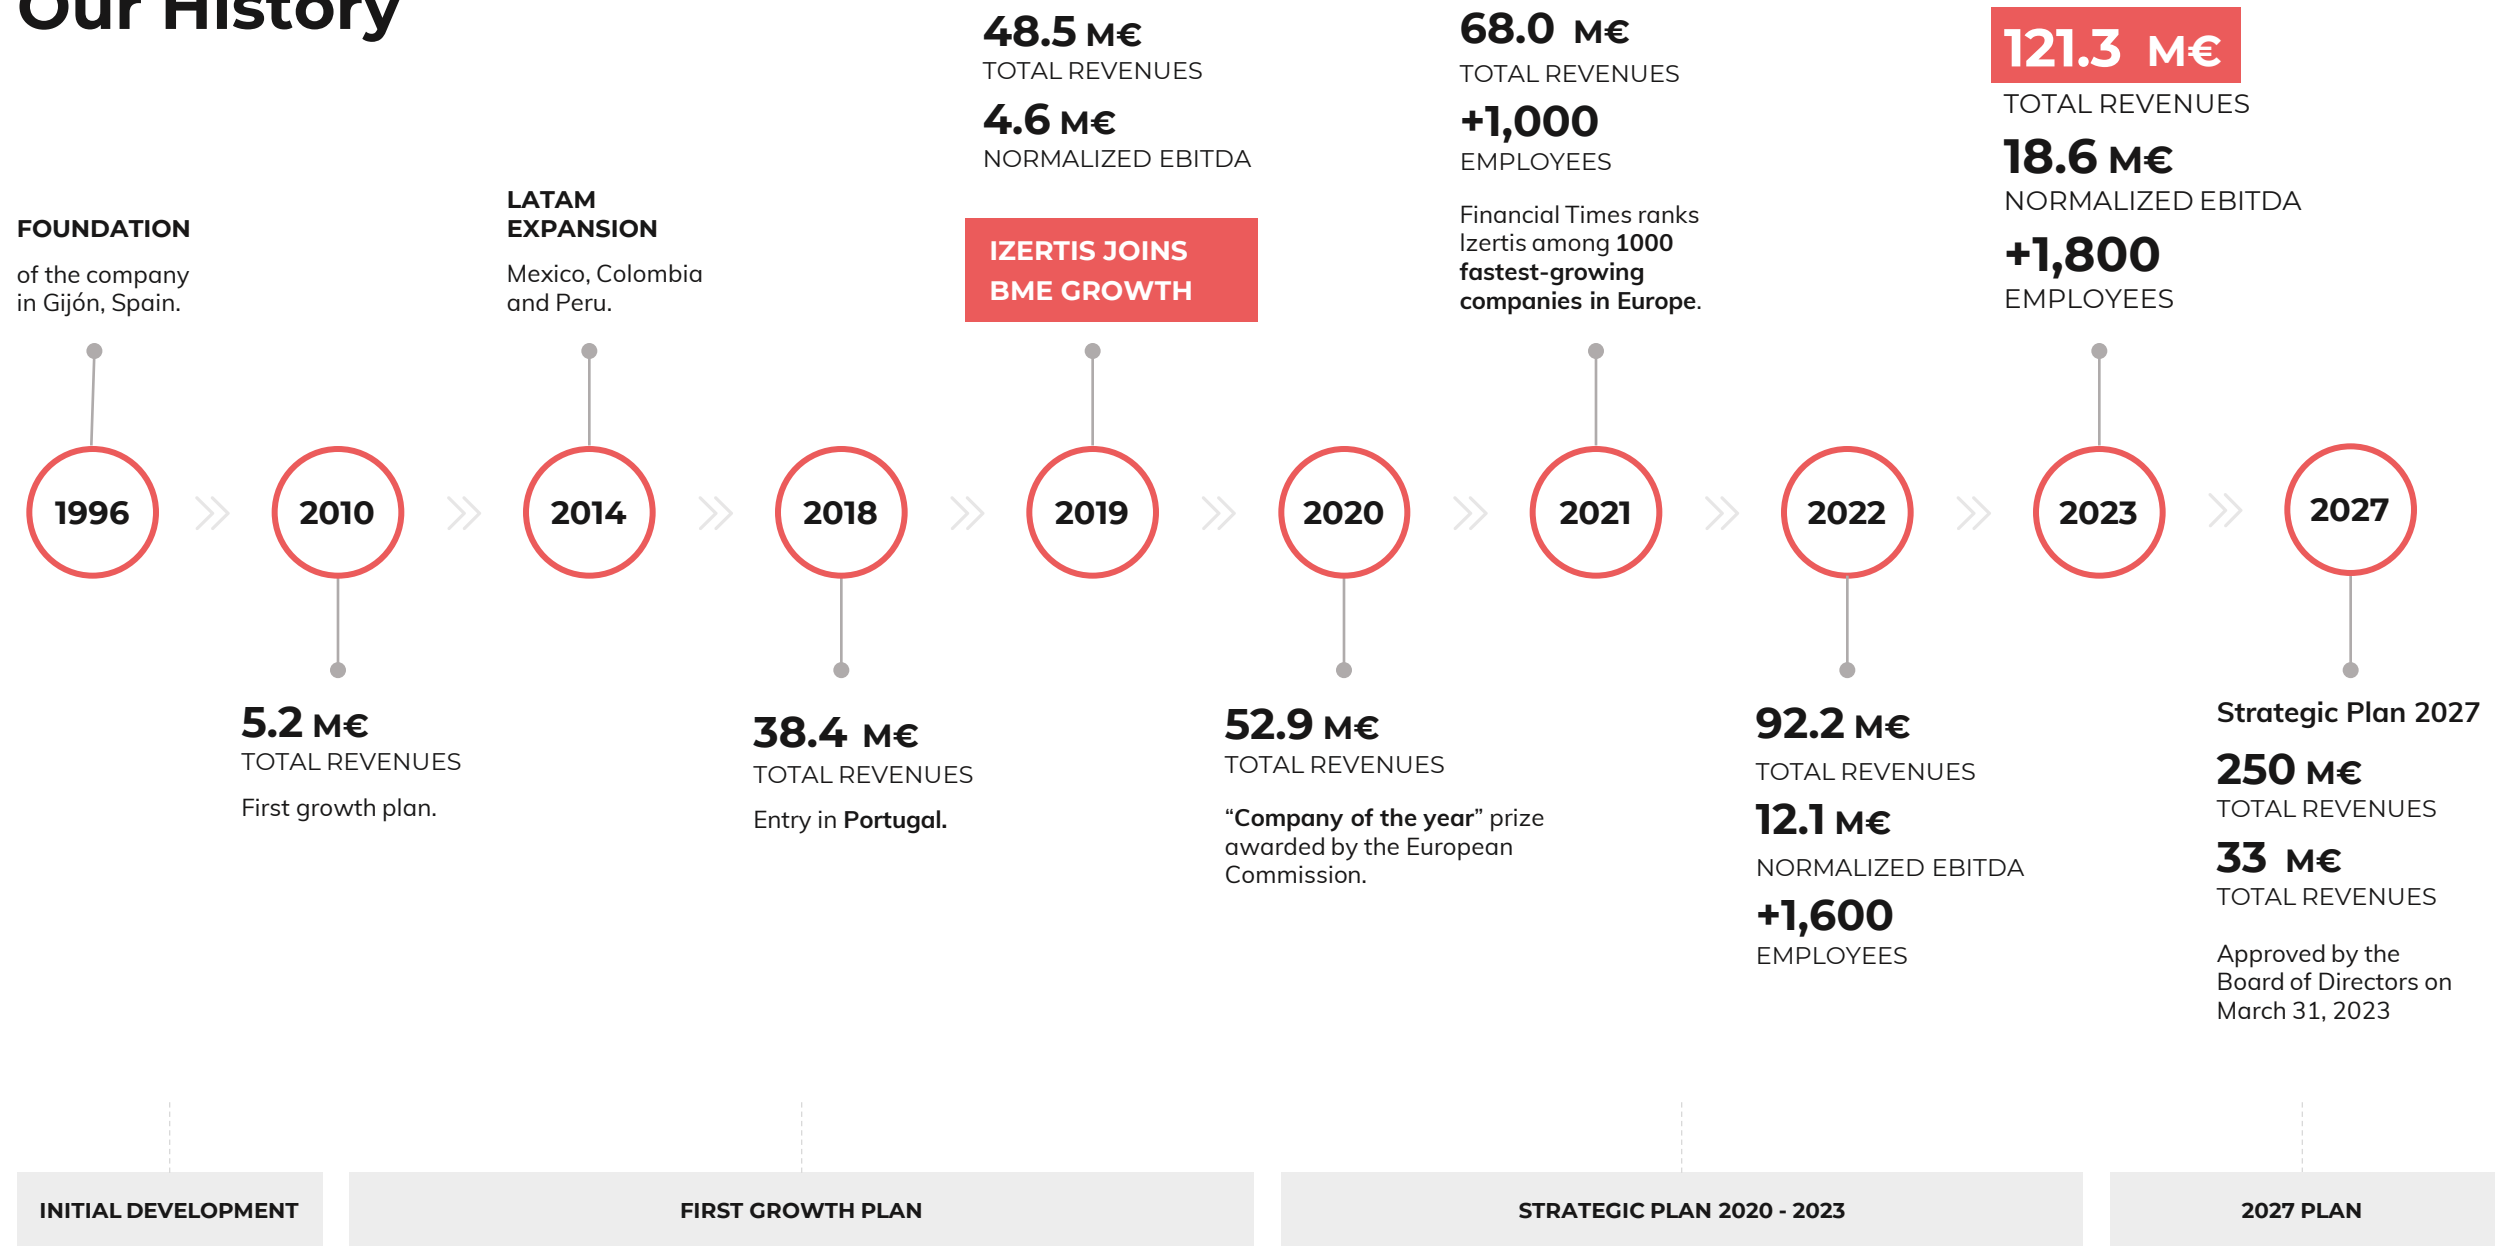 Our History
FOUNDATION
of the company
in Gijón, Spain.
LATAM
EXPANSION
Mexico, Colombia
and Peru.
48.5 M€
TOTAL REVENUES
4.6 M€
NORMALIZED EBITDA
IZERTIS JOINS
BME GROWTH
68.0 M€
TOTAL REVENUES
+1,000
EMPLOYEES
Financial Times ranks
Izertis among 1000
fastest-growing
companies in Europe.
121.3 M€
TOTAL REVENUES
18.6 M€
NORMALIZED EBITDA
+1,800
EMPLOYEES
1996
2010
2014
2018
2019
2020
2021
2022
2023
2027
5.2 M€
TOTAL REVENUES
First growth plan.
38.4 M€
TOTAL REVENUES
Entry in Portugal.
52.9 M€
TOTAL REVENUES
“Company of the year” prize
awarded by the European
Commission.
92.2 M€
TOTAL REVENUES
12.1 M€
NORMALIZED EBITDA
+1,600
EMPLOYEES
Strategic Plan 2027
250 M€
TOTAL REVENUES
33 M€
TOTAL REVENUES
Approved by the
Board of Directors on
March 31, 2023
INITIAL DEVELOPMENT
FIRST GROWTH PLAN
STRATEGIC PLAN 2020 - 2023
2027 PLAN